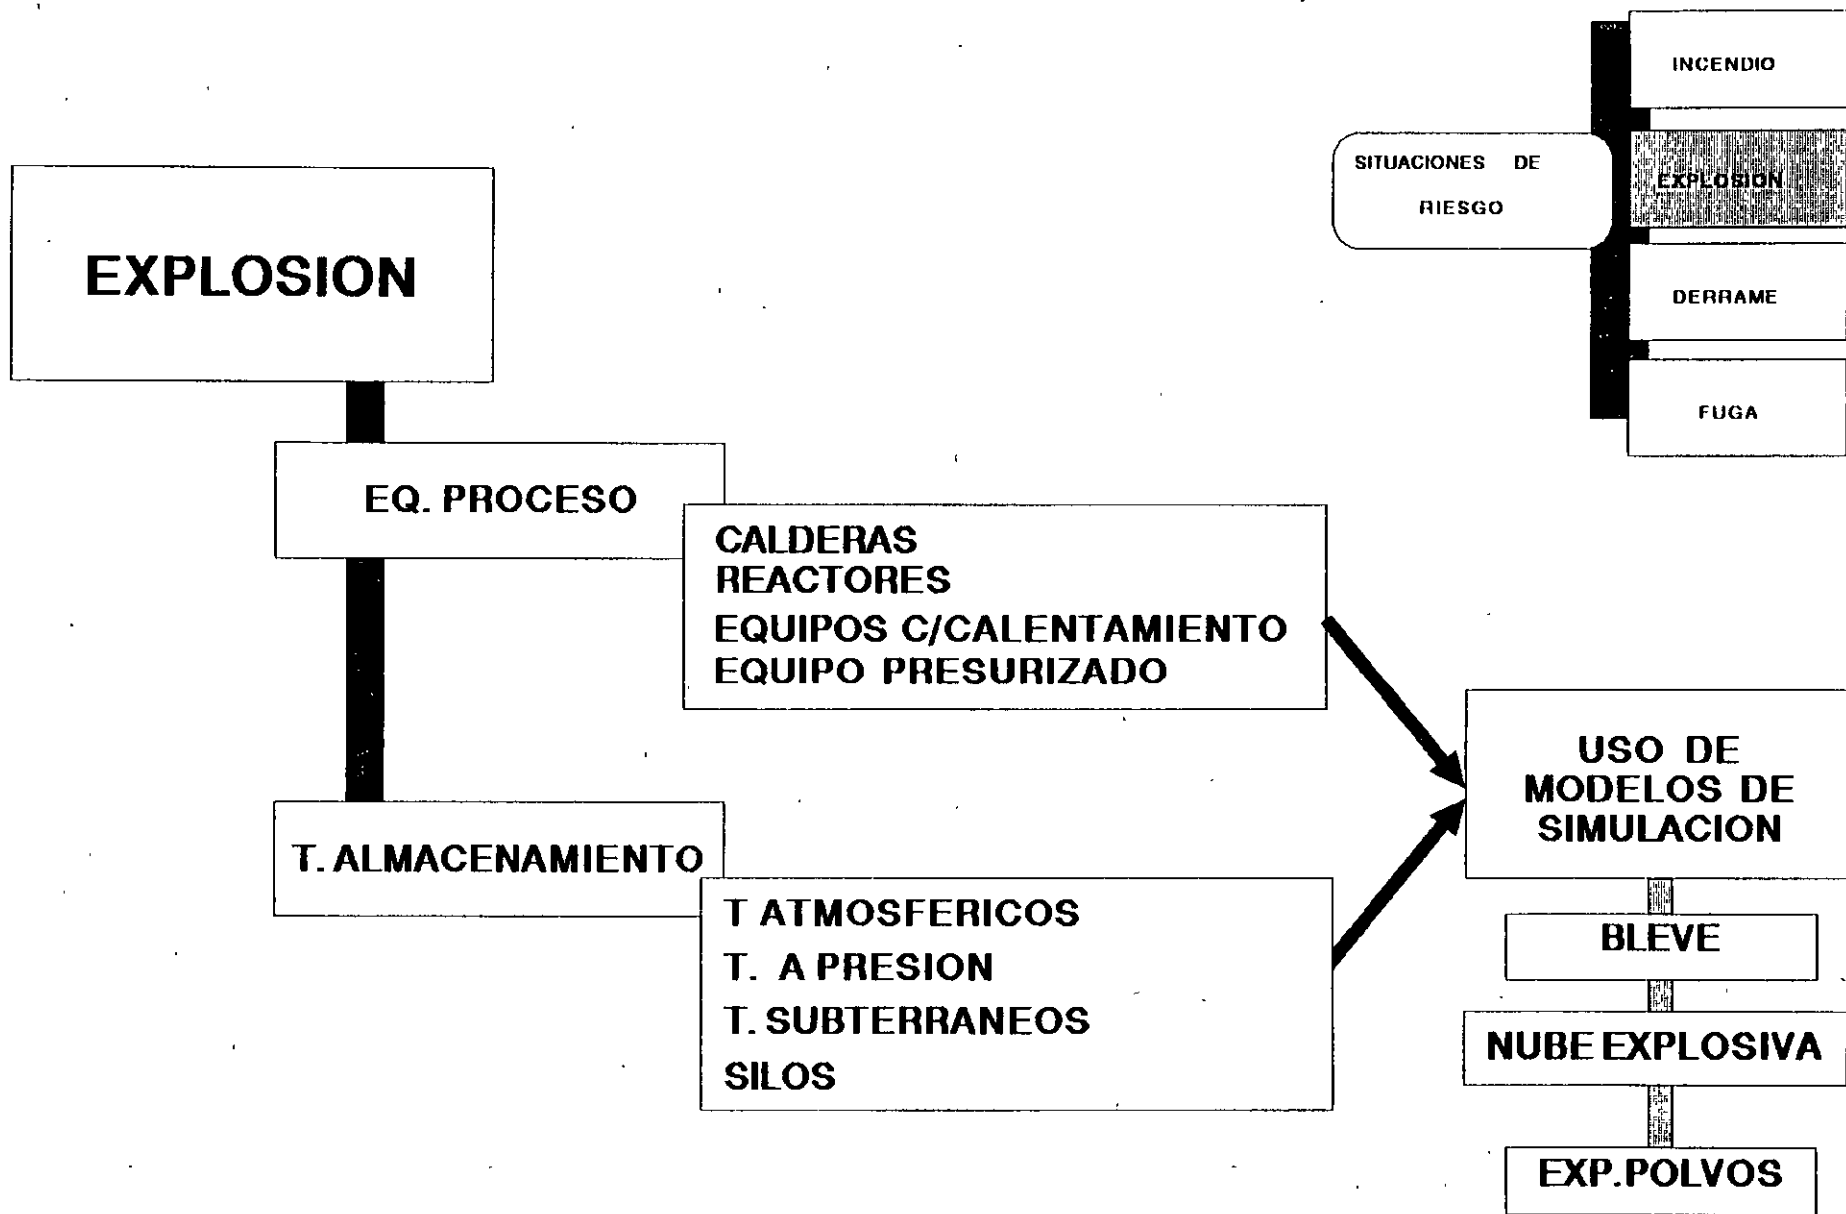 INCENDIO
SITUACIONES DE
RIESGO
EXPLOSION
DERRAME
FUGA
EXPLOSION
EQ. PROCESO
CALDERAS
REACTORES
EQUIPOS C/CALENTAMIENTO
EQUIPO PRESURIZADO
T. ALMACENAMIENTO
T ATMOSFERICOS
T. A PRESION
T. SUBTERRANEOS
SILOS
USO DE
MODELOS DE
SIMULACION
BLEVE
NUBE EXPLOSIVA
EXP. POLVOS